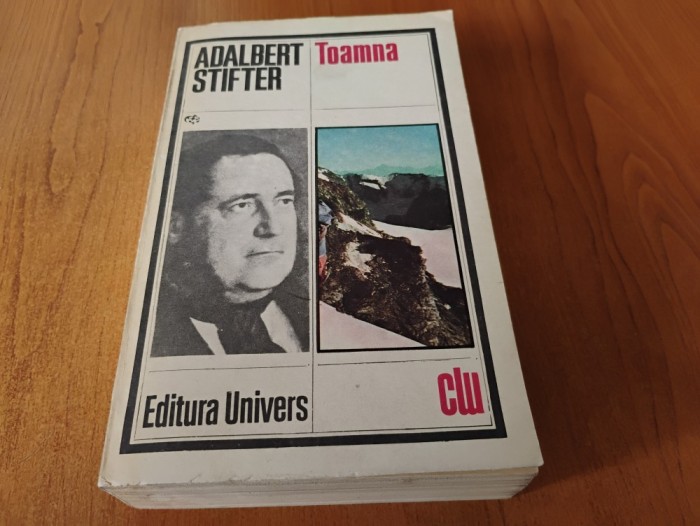 ADALBERT
STIFTER
Toamna
Editura Univers
clu